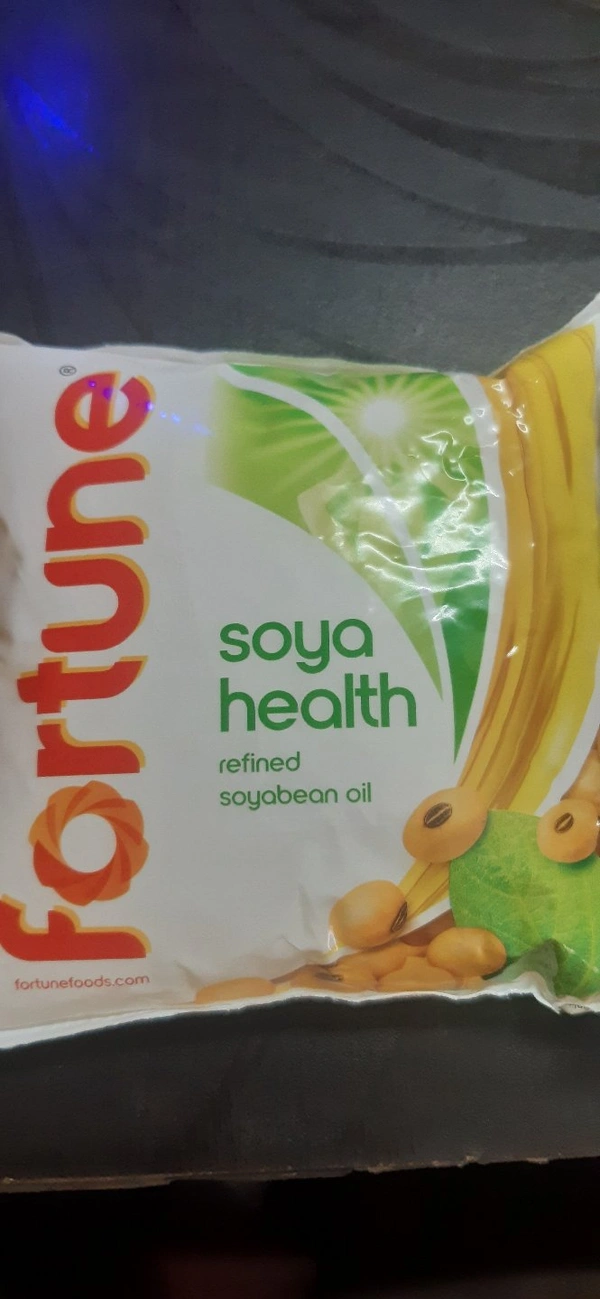 fortune®
fortunefoods.com
soya
health
refined
soyabean oil